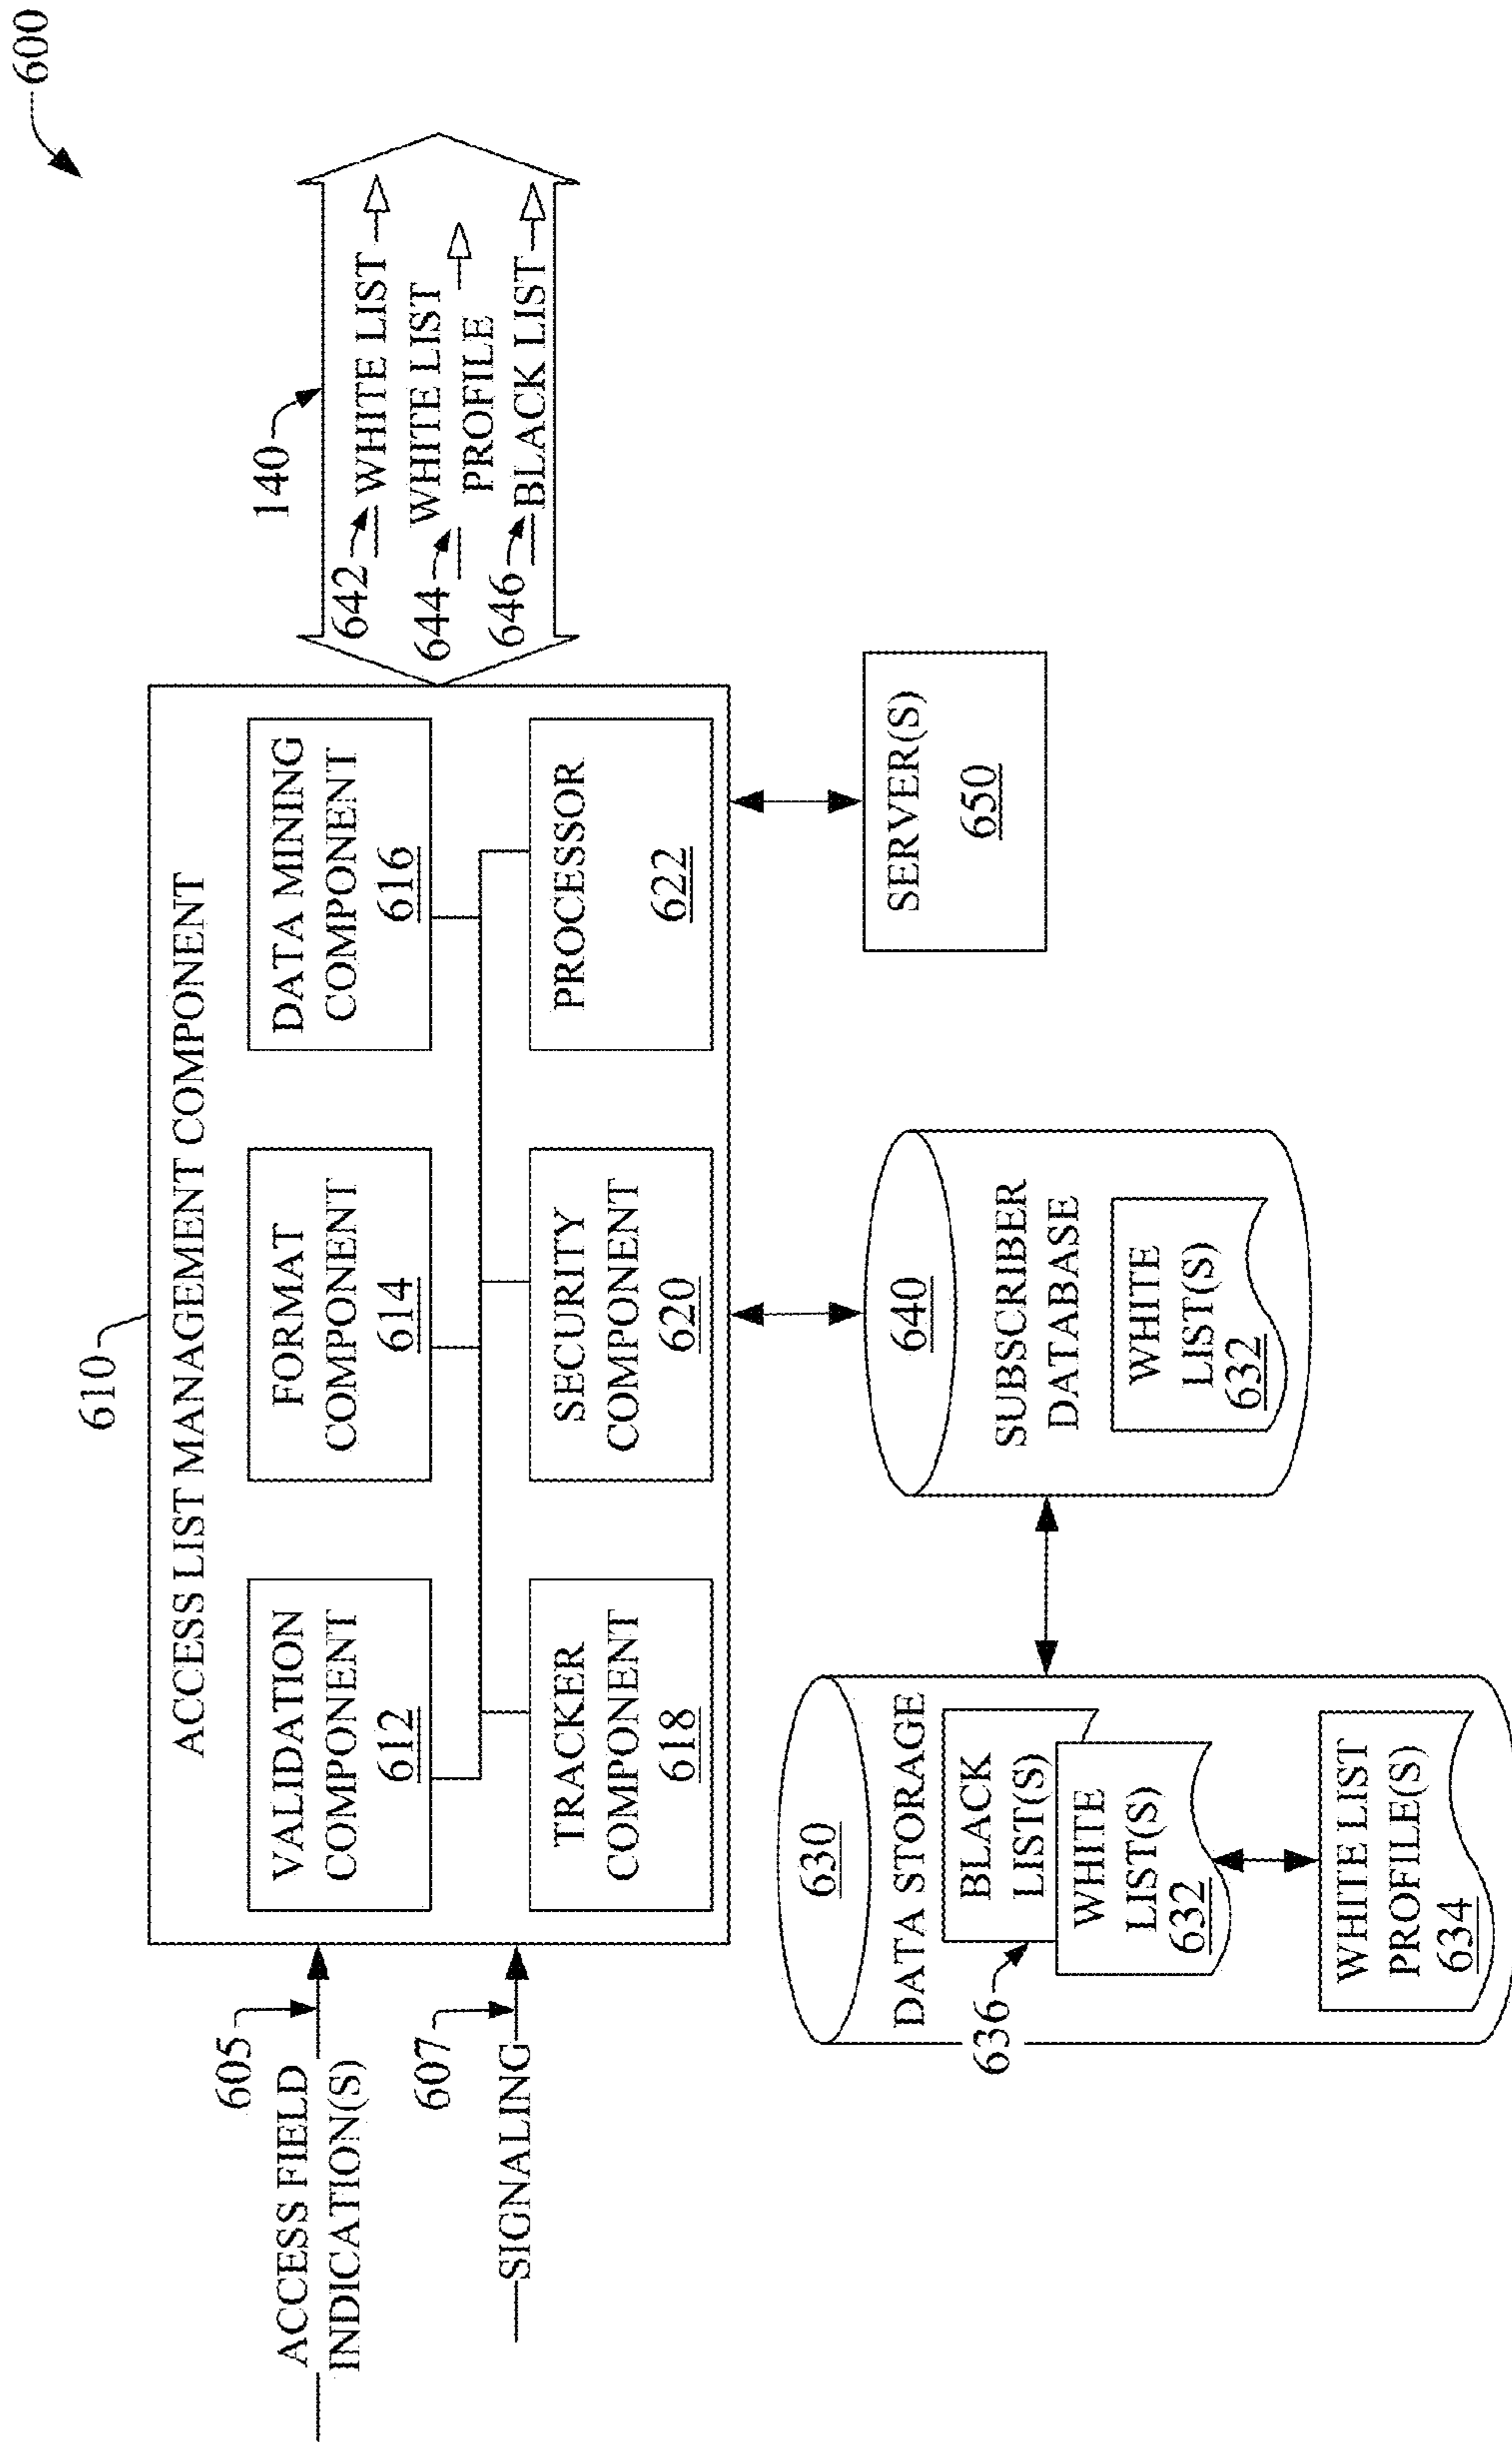 600
610
ACCESS LIST MANAGEMENT COMPONENT
605
ACCESS FIELD
INDICATION(S)
607
SIGNALING
VALIDATION
COMPONENT
612
FORMAT
COMPONENT
614
DATA MINING
COMPONENT
616
TRACKER
COMPONENT
618
SECURITY
COMPONENT
620
PROCESSOR
622
140
642
WHITE LIST
644
WHITE LIST
PROFILE
646
BLACK LIST
630
DATA STORAGE
636
BLACK
LIST(S)
WHITE
LIST(S)
632
WHITE LIST
PROFILE(S)
634
640
SUBSCRIBER
DATABASE
WHITE
LIST(S)
632
SERVER(S)
650